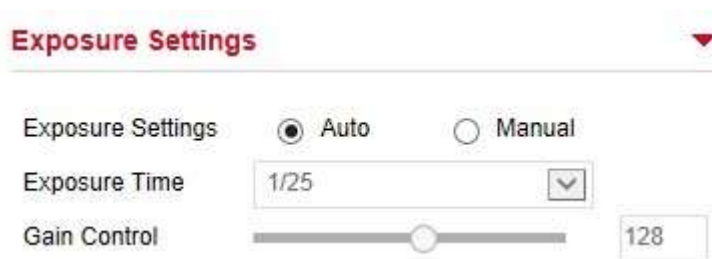 Exposure Settings
Exposure Settings Auto Manual
Exposure Time 1/25
Gain Control 128